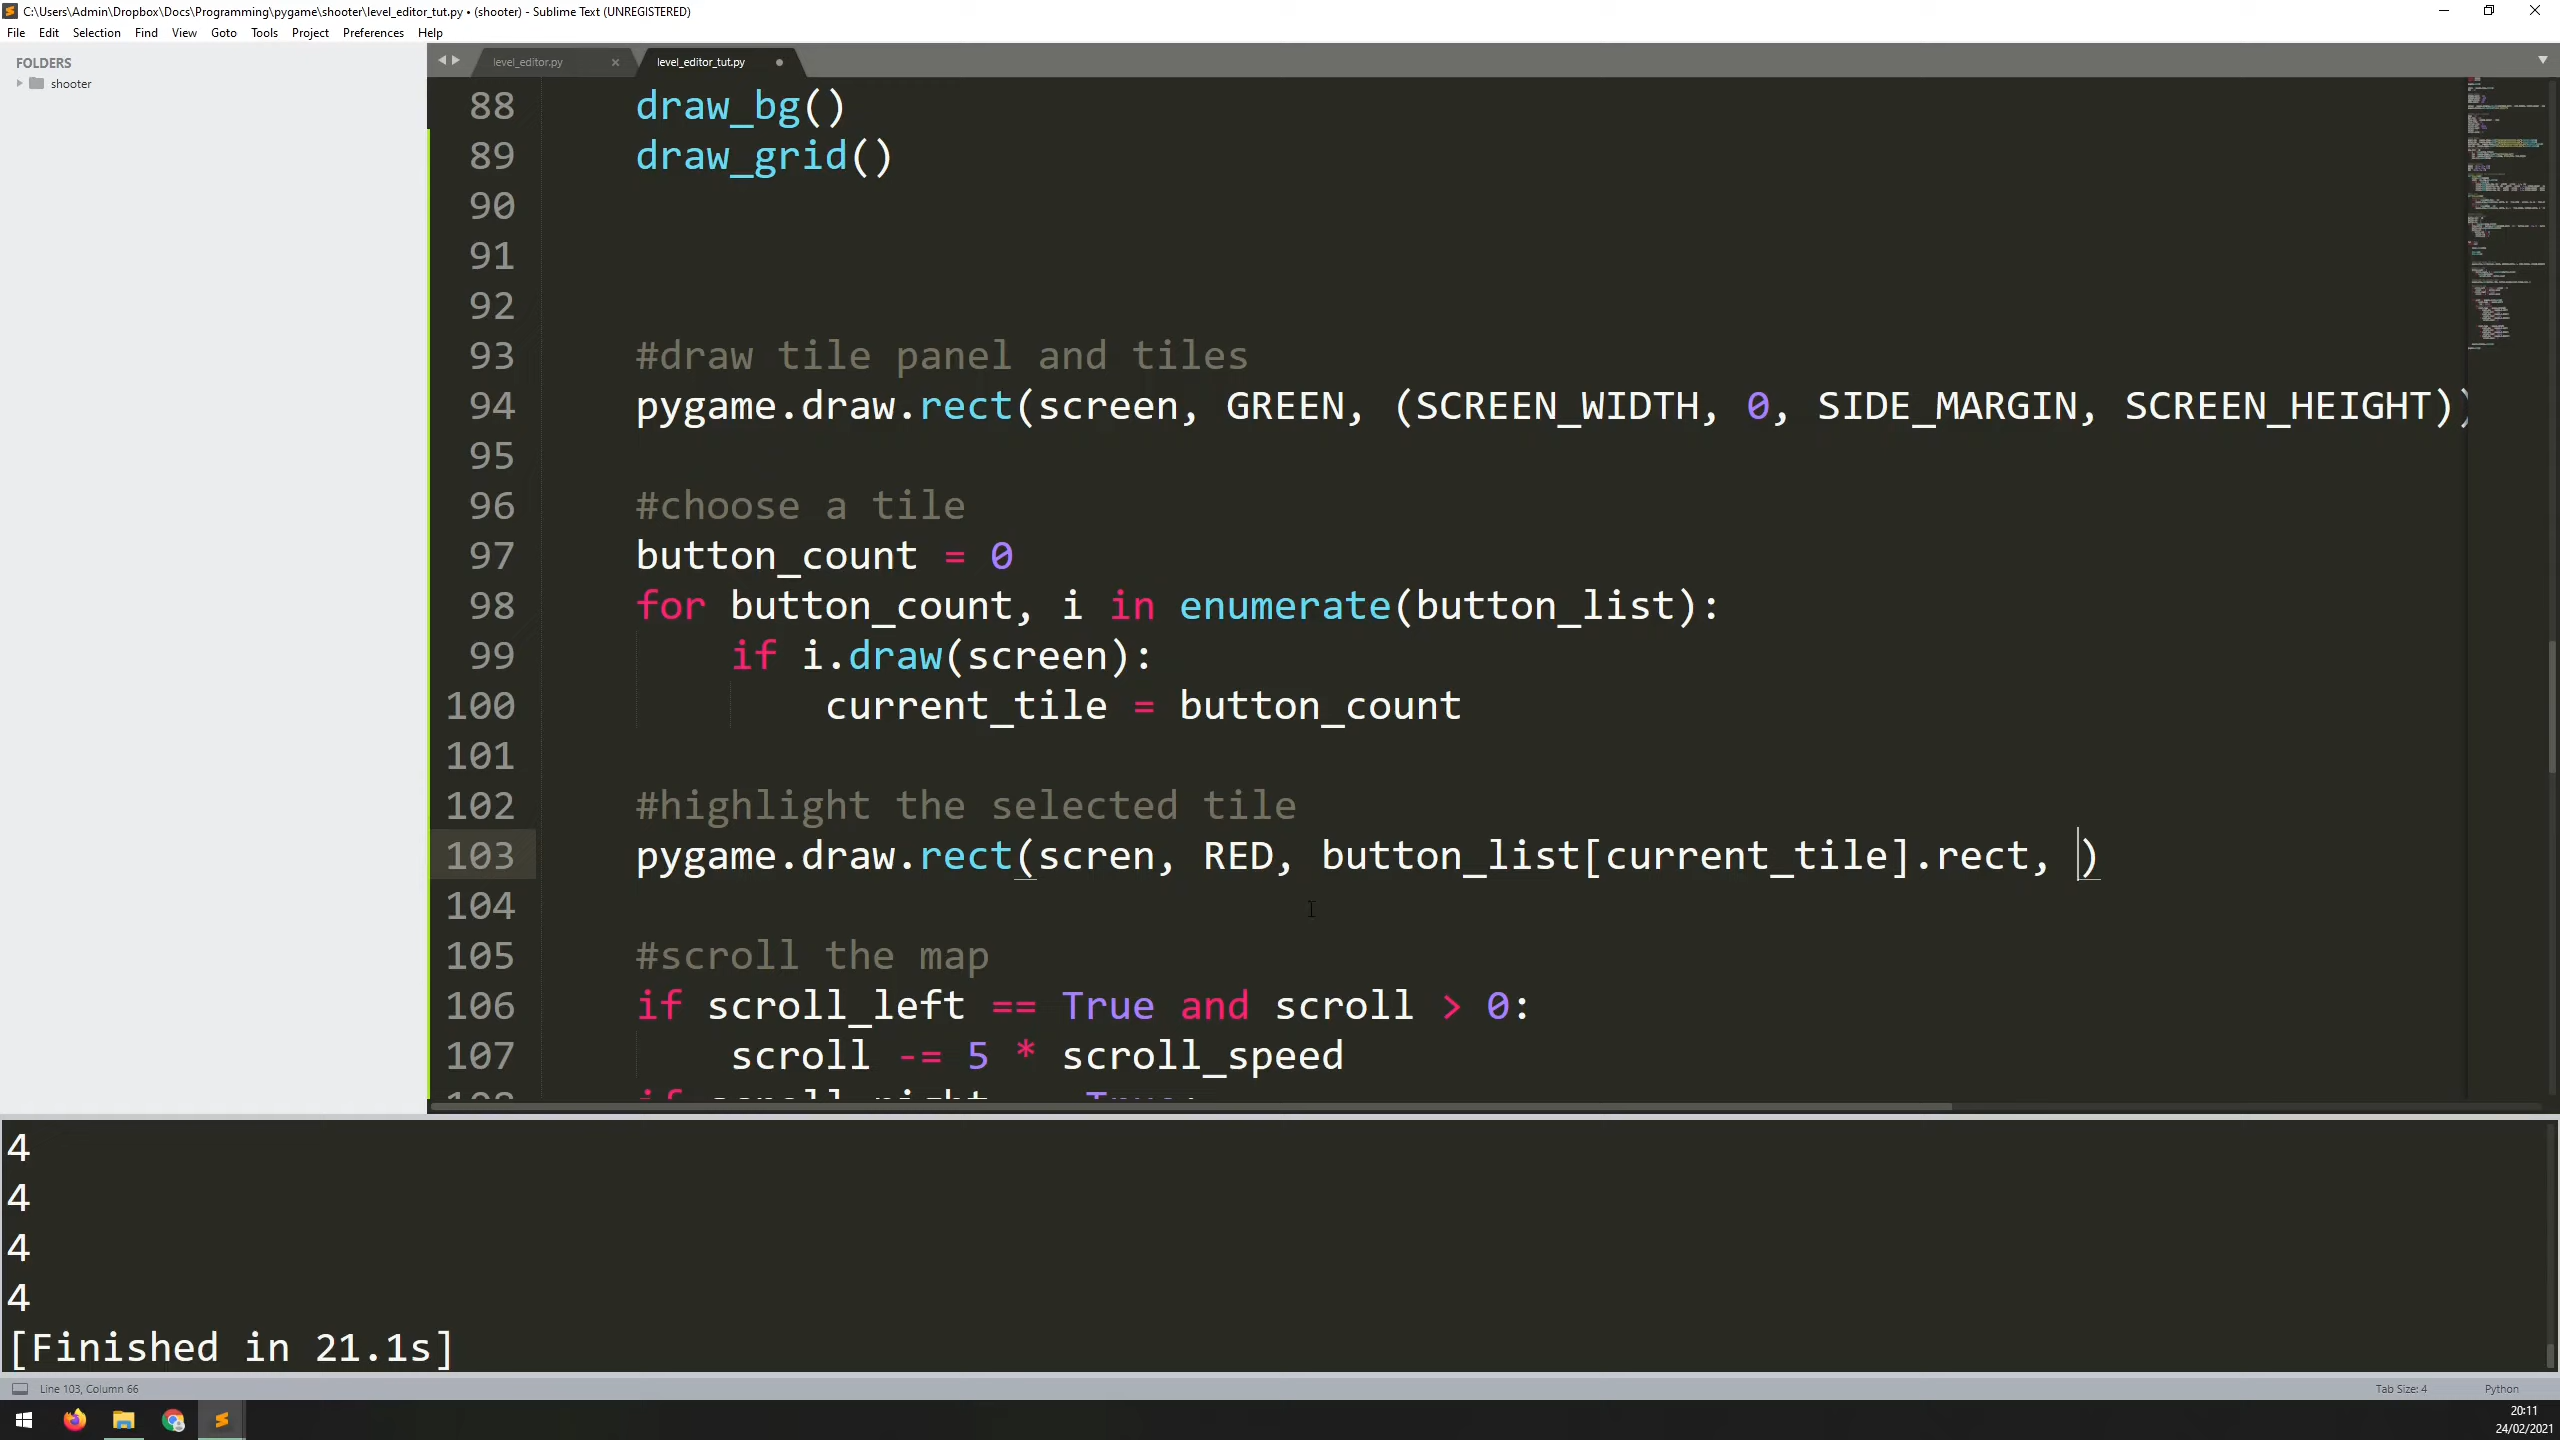 C:\Users\Admin\Dropbox\Docs\Programming\pygame\shooter\level_editor_tut.py • (shooter) - Sublime Text (UNREGISTERED)
File Edit Selection Find View Goto Tools Project Preferences Help
FOLDERS
shooter
level_editor.py
level_editor_tut.py
88 draw_bg()
89 draw_grid()
90
91
92
93 #draw tile panel and tiles
94 pygame.draw.rect(screen, GREEN, (SCREEN_WIDTH, 0, SIDE_MARGIN, SCREEN_HEIGHT))
95
96 #choose a tile
97 button_count = 0
98 for button_count, i in enumerate(button_list):
99 if i.draw(screen):
100 current_tile = button_count
101
102 #highlight the selected tile
103 pygame.draw.rect(scren, RED, button_list[current_tile].rect, )
104
105 #scroll the map
106 if scroll_left == True and scroll > 0:
107 scroll -= 5 * scroll_speed
4
4
4
4
[Finished in 21.1s]
Line 103, Column 66
Tab Size: 4
Python
20:11
24/02/2021